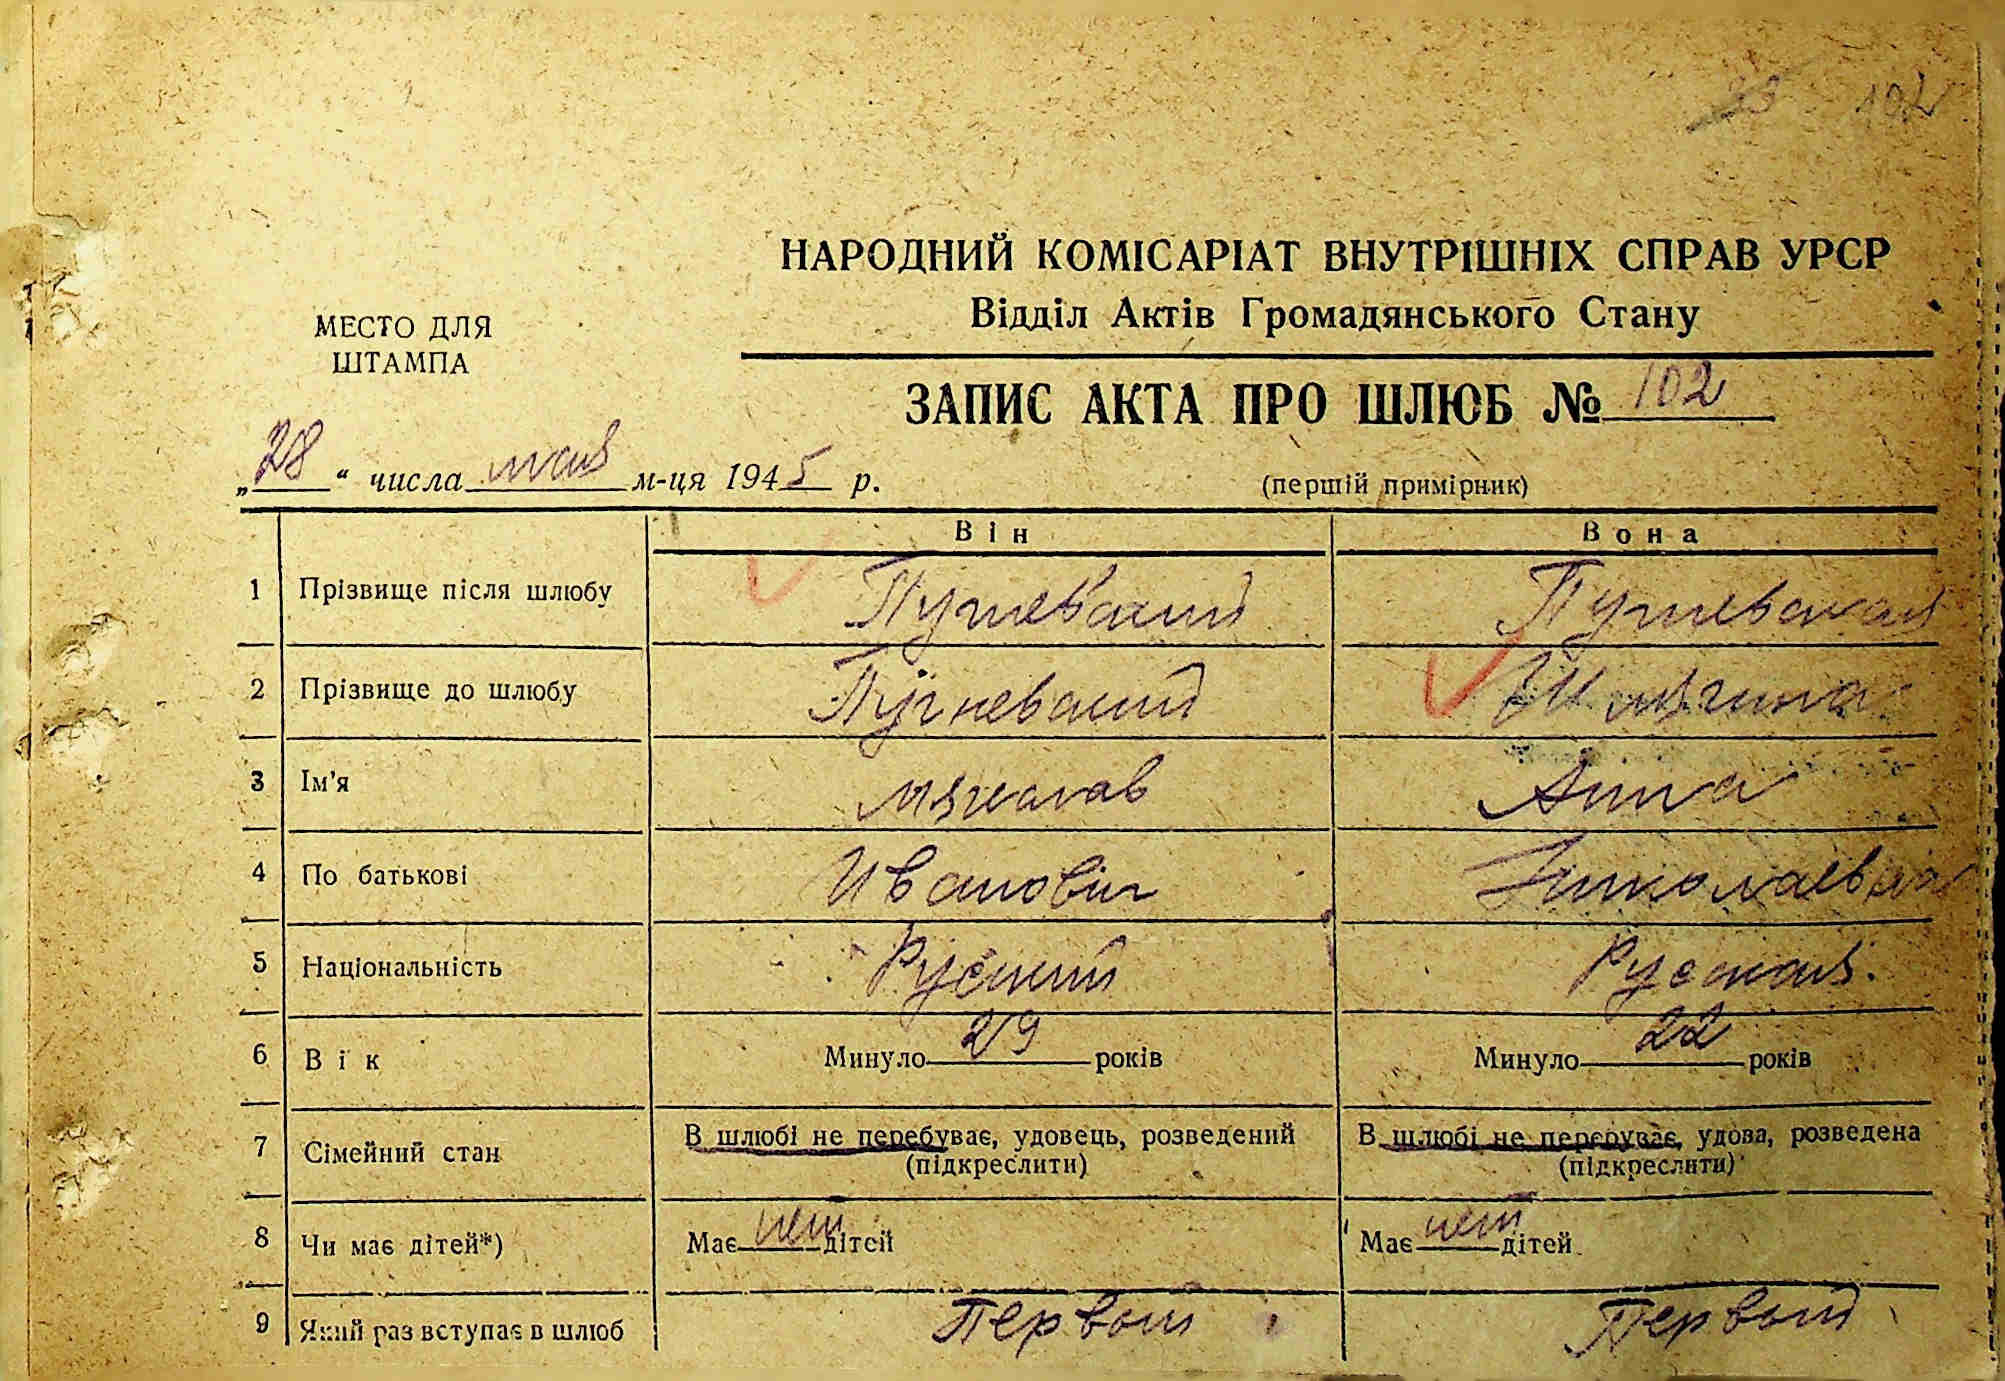 102
НАРОДНИЙ КОМІСАРІАТ ВНУТРІШНІХ СПРАВ УРСР
Відділ Актів Громадянського Стану
МЕСТО ДЛЯ
ШТАМПА
ЗАПИС АКТА ПРО ШЛЮБ № 102
„28“ числа мая м-ця 1945 р.
(першій примірник)
Він Вона
1 Прізвище після шлюбу
2 Прізвище до шлюбу
3 Ім'я Анна
4 По батькові Івановіч Николаевна
5 Національність Руский Руская.
6 Вік Минуло 29 років Минуло 22 років
7 Сімейний стан В шлюбі не перебуває, удовець, розведений В шлюбі не перебуває, удова, розведена
(підкреслити) (підкреслити)
8 Чи має дітей*) Має нет дітей Має нет дітей
9 Який раз вступає в шлюб Первый Первый